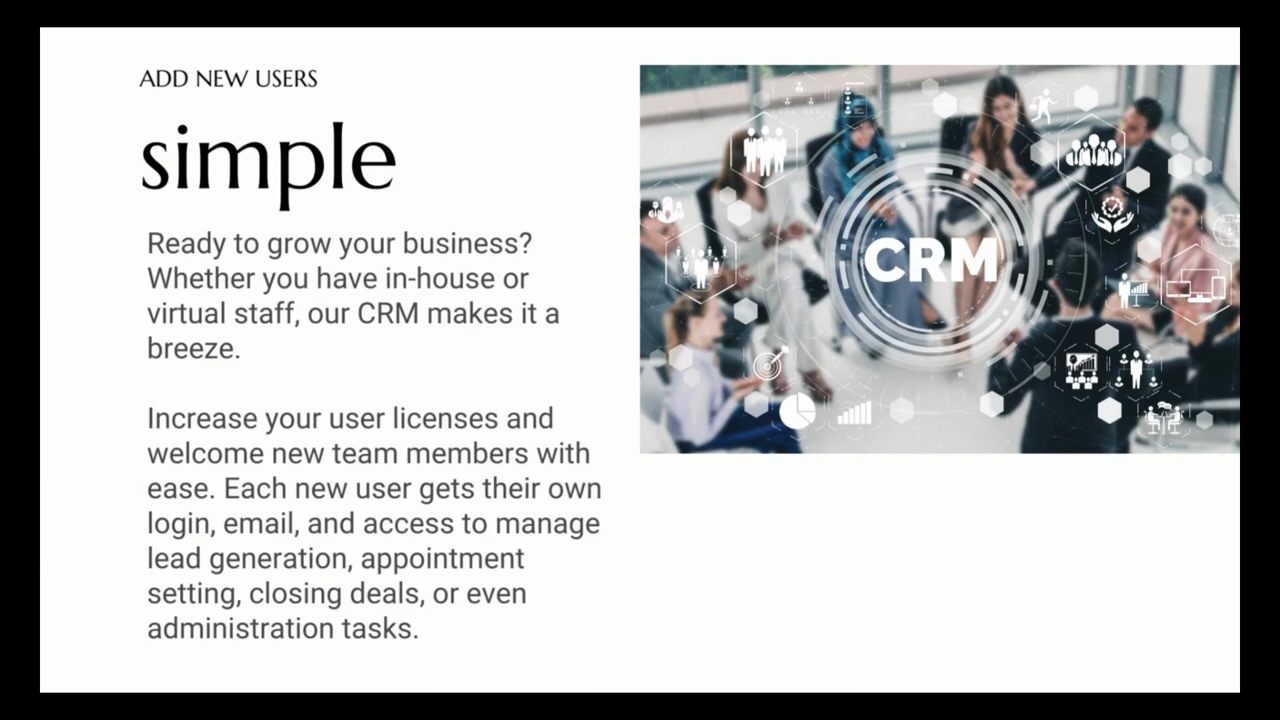 ADD NEW USERS
simple
Ready to grow your business?
Whether you have in-house or
virtual staff, our CRM makes it a
breeze.
Increase your user licenses and
welcome new team members with
ease. Each new user gets their own
login, email, and access to manage
lead generation, appointment
setting, closing deals, or even
administration tasks.
CRM